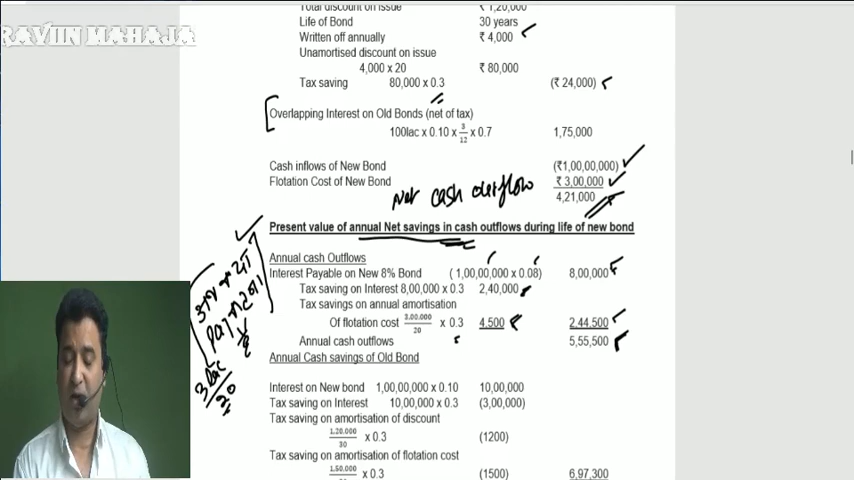 Total discount on issue ₹ 1,20,000
RAVIIN MAHAJA
Life of Bond 30 years
Written off annually ₹ 4,000
Unamortised discount on issue
4,000 x 20 ₹ 80,000
Tax saving 80,000 x 0.3 (₹ 24,000)
Overlapping Interest on Old Bonds (net of tax)
100lac x 0.10 x 3/12 x 0.7 1,75,000
Cash inflows of New Bond (₹1,00,00,000)
Flotation Cost of New Bond ₹ 3,00,000
Net cash outflow 4,21,000
Present value of annual Net savings in cash outflows during life of new bond
Annual cash Outflows
Interest Payable on New 8% Bond ( 1,00,00,000 x 0.08) 8,00,000
Tax saving on Interest 8,00,000 x 0.3 2,40,000
Tax savings on annual amortisation
Of flotation cost 3,00,000/20 x 0.3 4,500 2,44,500
Annual cash outflows 5,55,500
Annual Cash savings of Old Bond
3 lac
20
Interest on New bond 1,00,00,000 x 0.10 10,00,000
Tax saving on Interest 10,00,000 x 0.3 (3,00,000)
Tax saving on amortisation of discount
1,20,000/30 x 0.3 (1200)
Tax saving on amortisation of flotation cost
1,50,000 x 0.3 (1500) 6,97,300